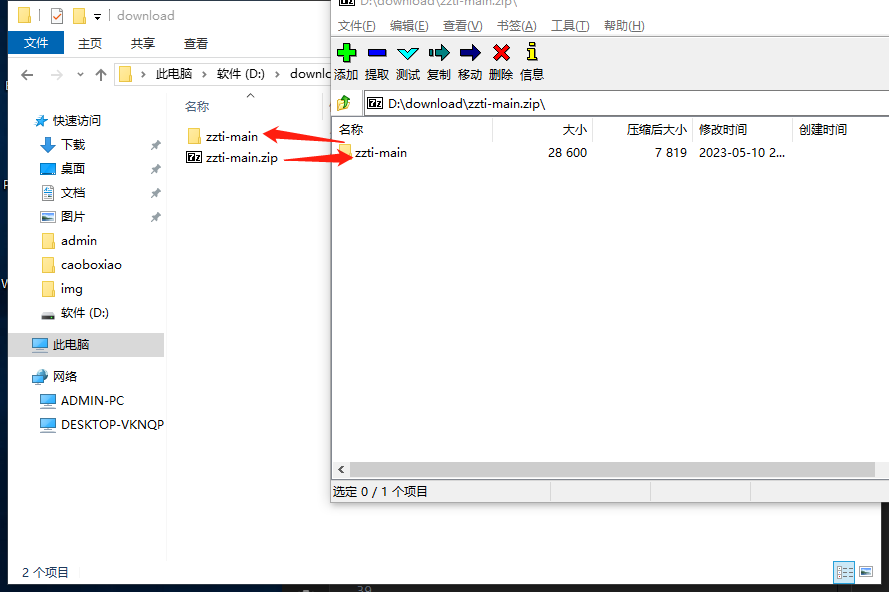 download
文件 主页 共享 查看
此电脑 软件 (D:)
名称
快速访问
下载
桌面
文档
图片
admin
caoboxiao
img
软件 (D:)
此电脑
网络
ADMIN-PC
DESKTOP-VKNQP
zzti-main
zzti-main.zip
2 个项目
D:\download\zzti-main.zip\
文件(F) 编辑(E) 查看(V) 书签(A) 工具(T) 帮助(H)
添加 提取 测试 复制 移动 删除 信息
D:\download\zzti-main.zip\
名称 大小 压缩后大小 修改时间 创建时间
zzti-main 28 600 7 819 2023-05-10 2...
选定 0 / 1 个项目